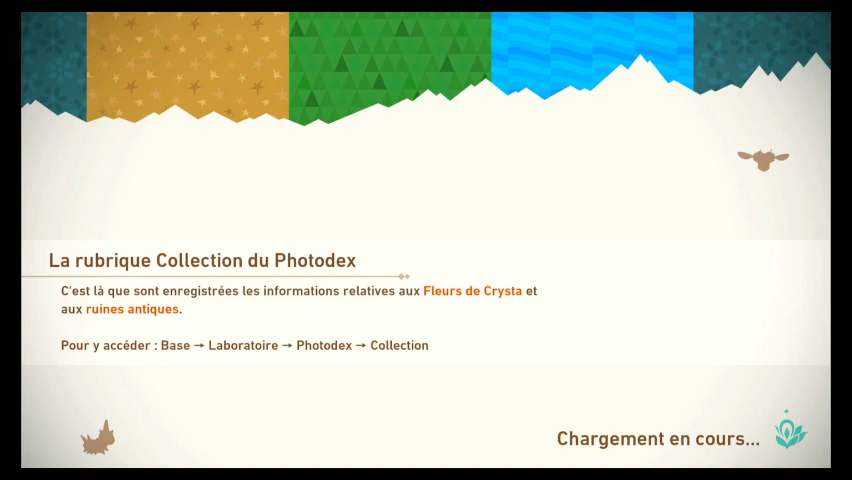 La rubrique Collection du Photodex
C'est là que sont enregistrées les informations relatives aux Fleurs de Crysta et
aux ruines antiques.
Pour y accéder : Base → Laboratoire → Photodex → Collection
Chargement en cours...